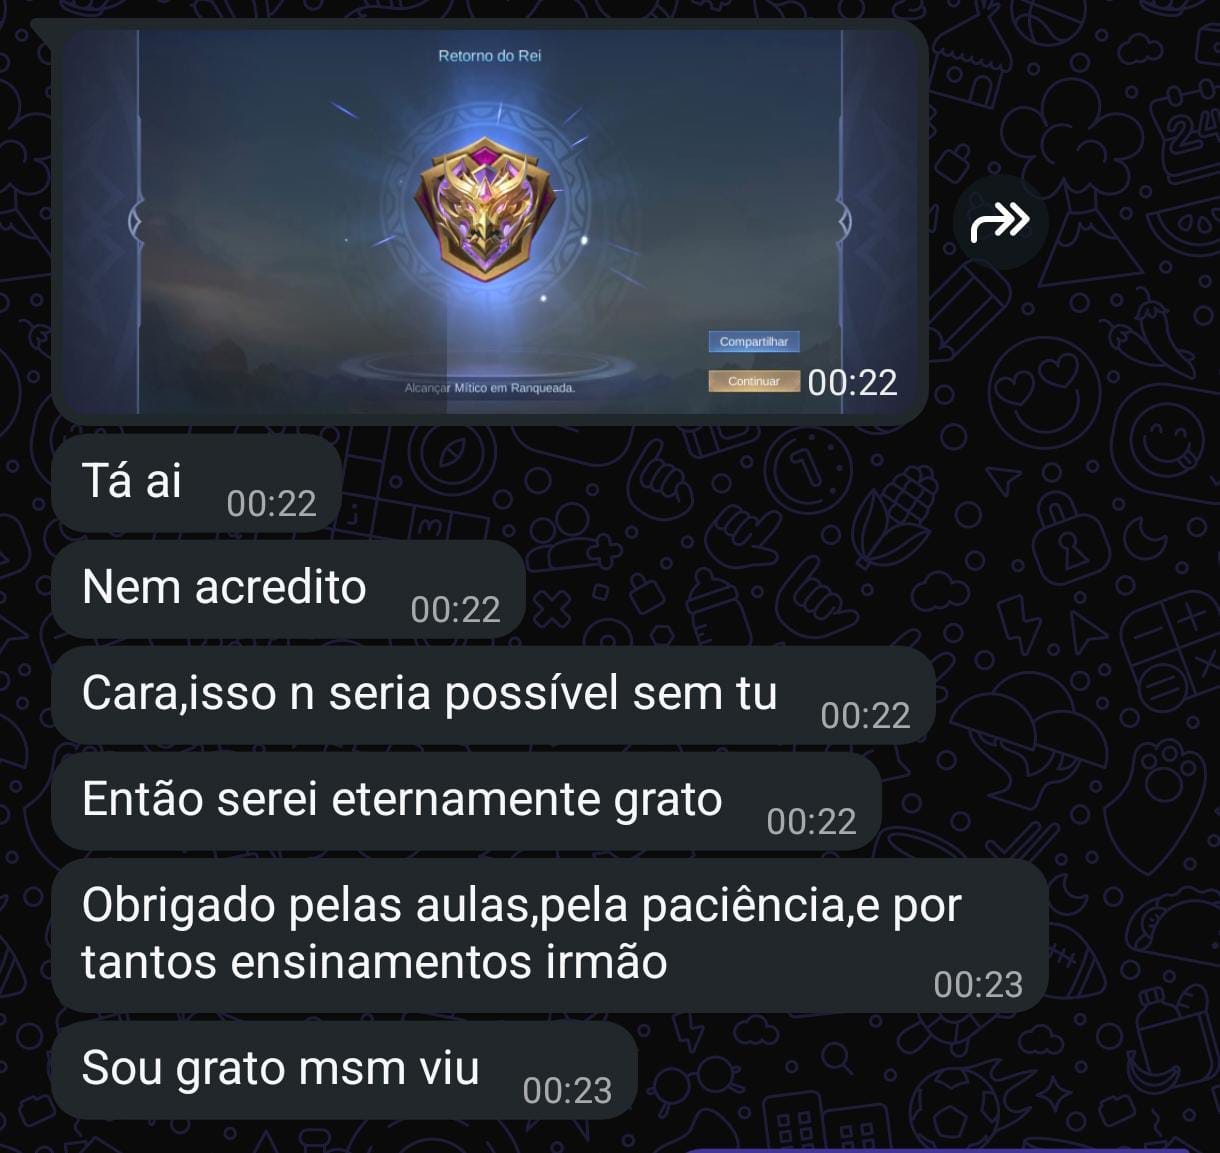 Retorno do Rei
Compartilhar
Continuar
00:22
Alcançar Mítico em Ranqueada.
Tá ai
00:22
Nem acredito
00:22
Cara,isso n seria possível sem tu
00:22
Então serei eternamente grato
00:22
Obrigado pelas aulas,pela paciência,e por
tantos ensinamentos irmão
00:23
Sou grato msm viu
00:23